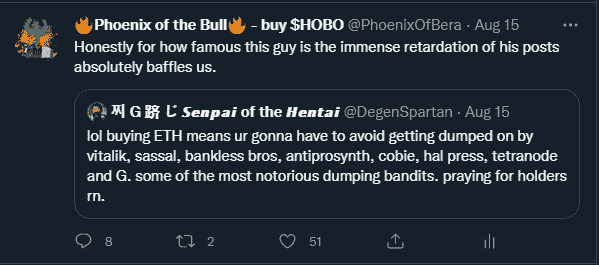 🔥Phoenix of the Bull🔥 - buy $HOBO @PhoenixOfBera · Aug 15
Honestly for how famous this guy is the immense retardation of his posts
absolutely baffles us.
찌 G 跻 じ 𝙎𝙚𝙣𝙥𝙖𝙞 of the 𝙃𝙚𝙣𝙩𝙖𝙞 @DegenSpartan · Aug 15
lol buying ETH means ur gonna have to avoid getting dumped on by
vitalik, sassal, bankless bros, antiprosynth, cobie, hal press, tetranode
and G. some of the most notorious dumping bandits. praying for holders
rn.
8 2 51